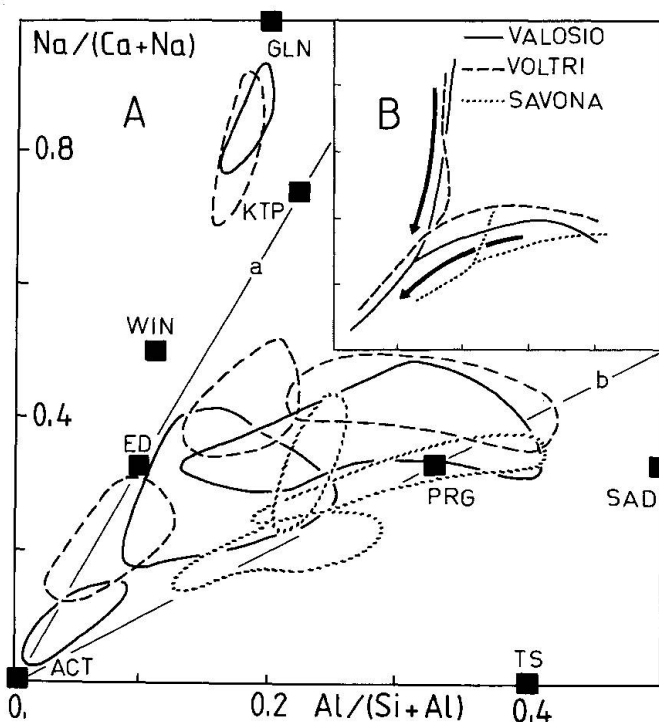 Na/(Ca+Na)
GLN
VALOSIO
VOLTRI
SAVONA
A
B
0.8
KTP
a
WIN
b
0.4
ED
PRG
SAD
ACT
TS
0.
0.2
Al/(Si+Al)
0.4